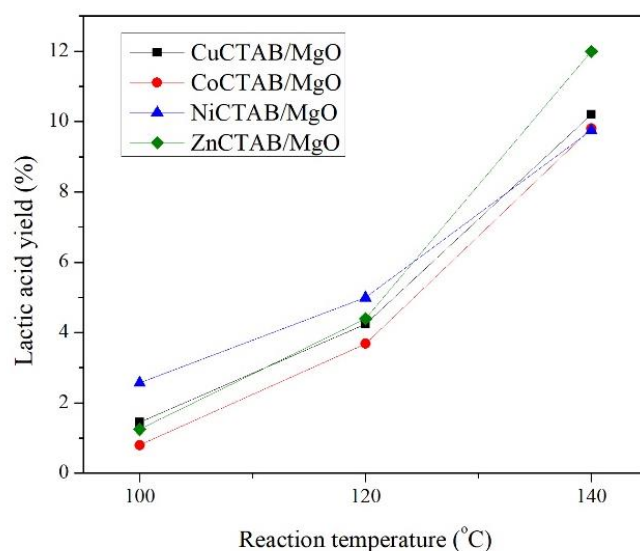 12
10
8
6
4
2
0
Lactic acid yield (%)
CuCTAB/MgO
CoCTAB/MgO
NiCTAB/MgO
ZnCTAB/MgO
100 120 140
Reaction temperature (°C)